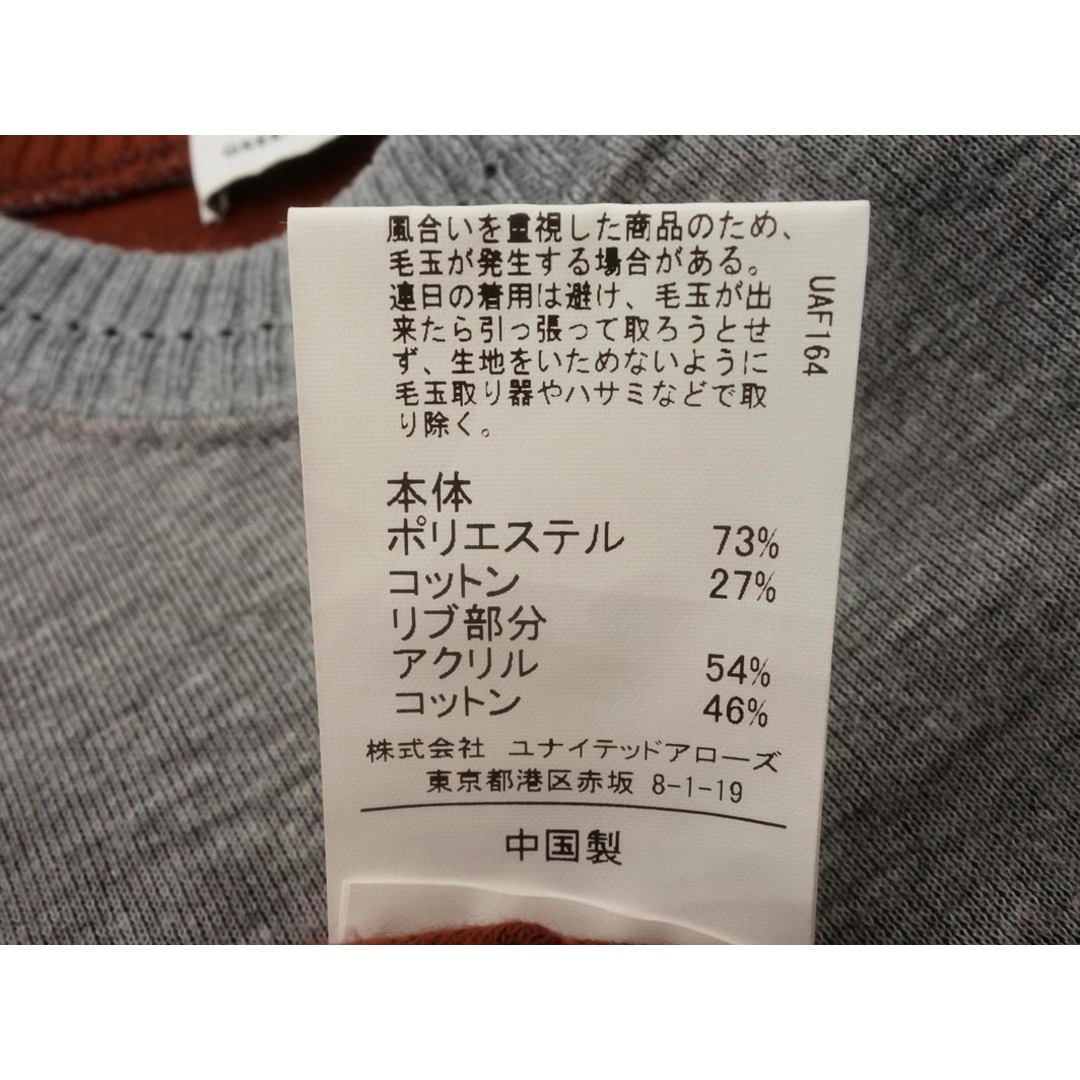 風合いを重視した商品のため、
毛玉が発生する場合がある。
連日の着用は避け、毛玉が出
来たら引っ張って取ろうとせ
ず、生地をいためないように
毛玉取り器やハサミなどで取
り除く。
UAF164
本体
ポリエステル 73%
コットン 27%
リブ部分
アクリル 54%
コットン 46%
株式会社 ユナイテッドアローズ
東京都港区赤坂 8-1-19
中国製